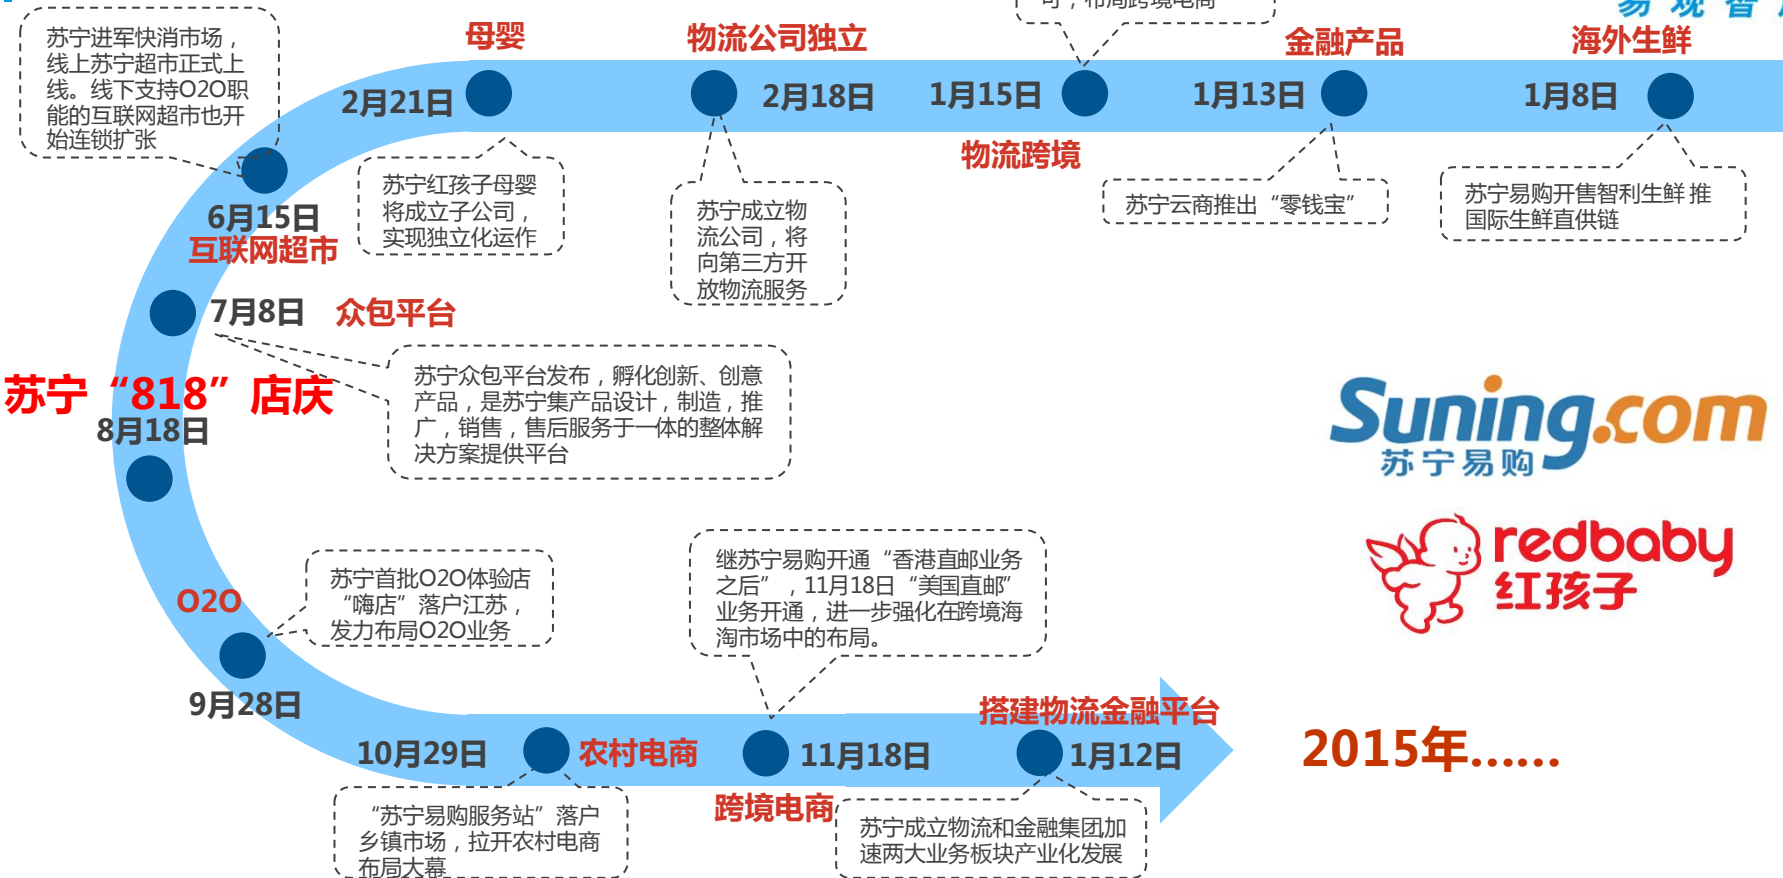 苏宁进军快消市场，
线上苏宁超市正式上
线。线下支持O2O职
能的互联网超市也开
始连锁扩张
母婴
2月21日
苏宁红孩子母婴
将成立子公司，
实现独立化运作
物流公司独立
2月18日
苏宁成立物
流公司，将
向第三方开
放物流服务
布局跨境电商
1月15日
物流跨境
金融产品
1月13日
苏宁云商推出“零钱宝”
易观智
海外生鲜
1月8日
苏宁易购开售智利生鲜 推
国际生鲜直供链
6月15日
互联网超市
7月8日
众包平台
苏宁众包平台发布，孵化创新、创意
产品，是苏宁集产品设计，制造，推
广，销售，售后服务于一体的整体解
决方案提供平台
苏宁“818”店庆
8月18日
Suning.com
苏宁易购
redbaby
红孩子
O2O
9月28日
苏宁首批O2O体验店
“嗨店”落户江苏，
发力布局O2O业务
继苏宁易购开通“香港直邮业务
之后”，11月18日“美国直邮”
业务开通，进一步强化在跨境海
淘市场中的布局。
10月29日
农村电商
“苏宁易购服务站”落户
乡镇市场，拉开农村电商
布局大幕
11月18日
跨境电商
搭建物流金融平台
1月12日
苏宁成立物流和金融集团,加
速两大业务板块产业化发展
2015年......